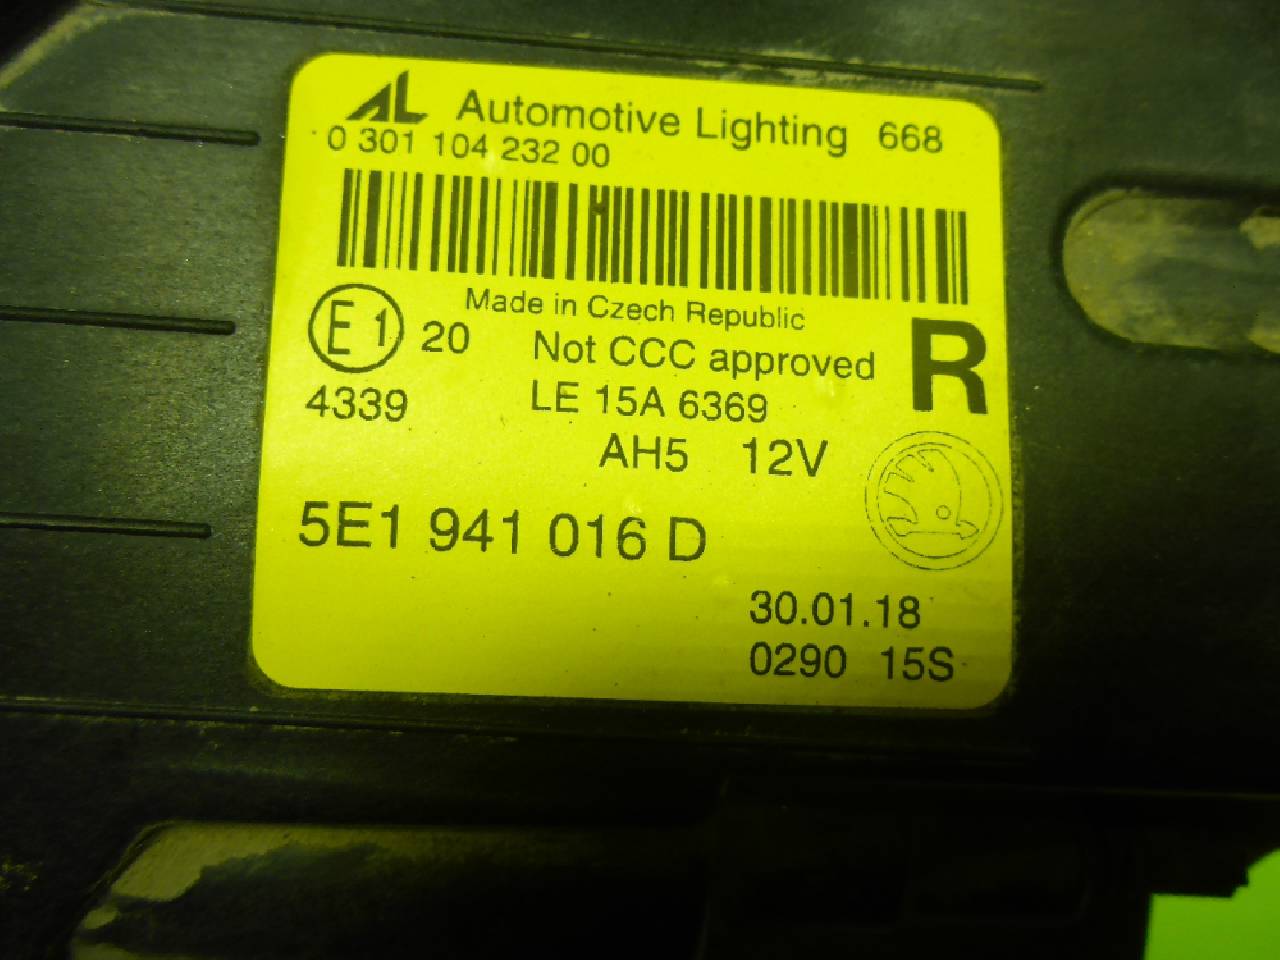 AL Automotive Lighting 668
0 301 104 232 00
Made in Czech Republic
E1 20 Not CCC approved R
4339 LE 15A 6369
AH5 12V
5E1 941 016 D
30.01.18
0290 15S